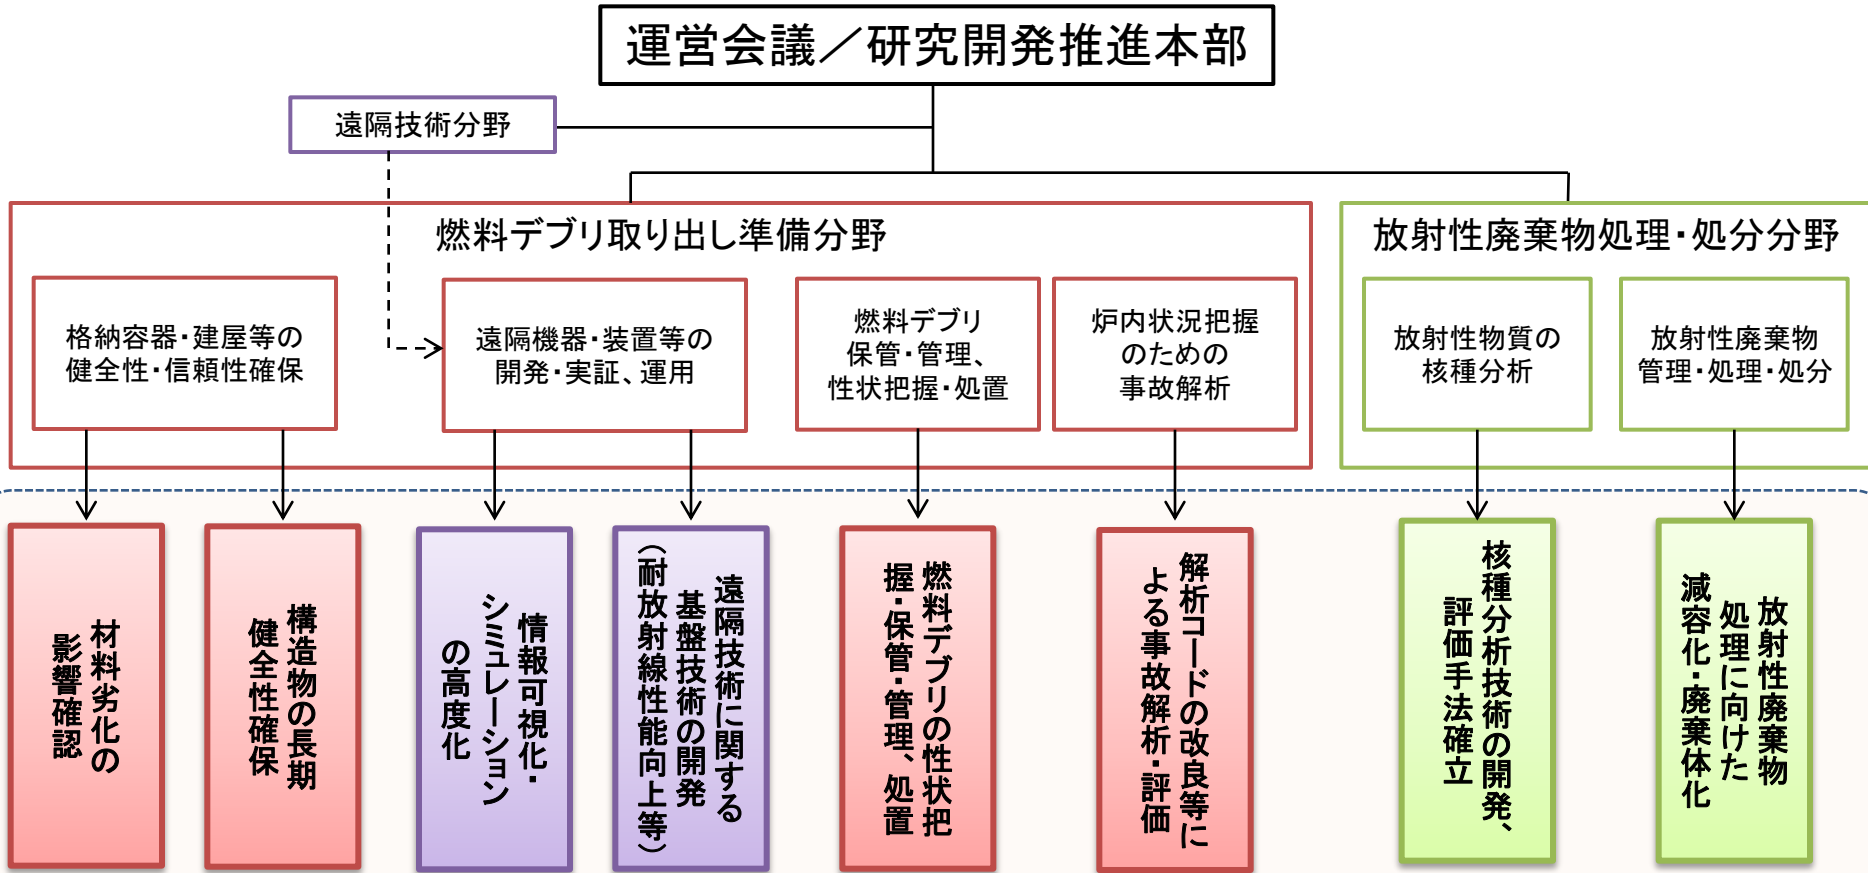 運営会議／研究開発推進本部
遠隔技術分野
燃料デブリ取り出し準備分野
放射性廃棄物処理・処分分野
格納容器・建屋等の
健全性・信頼性確保
遠隔機器・装置等の
開発・実証、運用
燃料デブリ
保管・管理、
性状把握・処置
炉内状況把握
のための
事故解析
放射性物質の
核種分析
放射性廃棄物
管理・処理・処分
材料劣化の
影響確認
構造物の長期
健全性確保
情報可視化・
シミュレーション
の高度化
遠隔技術に関する
基盤技術の開発
（耐放射線性能向上等）
燃料デブリの性状把
握・保管・管理、処置
解析コードの改良等に
よる事故解析・評価
核種分析技術の開発、
評価手法確立
放射性廃棄物
処理に向けた
減容化・廃棄体化